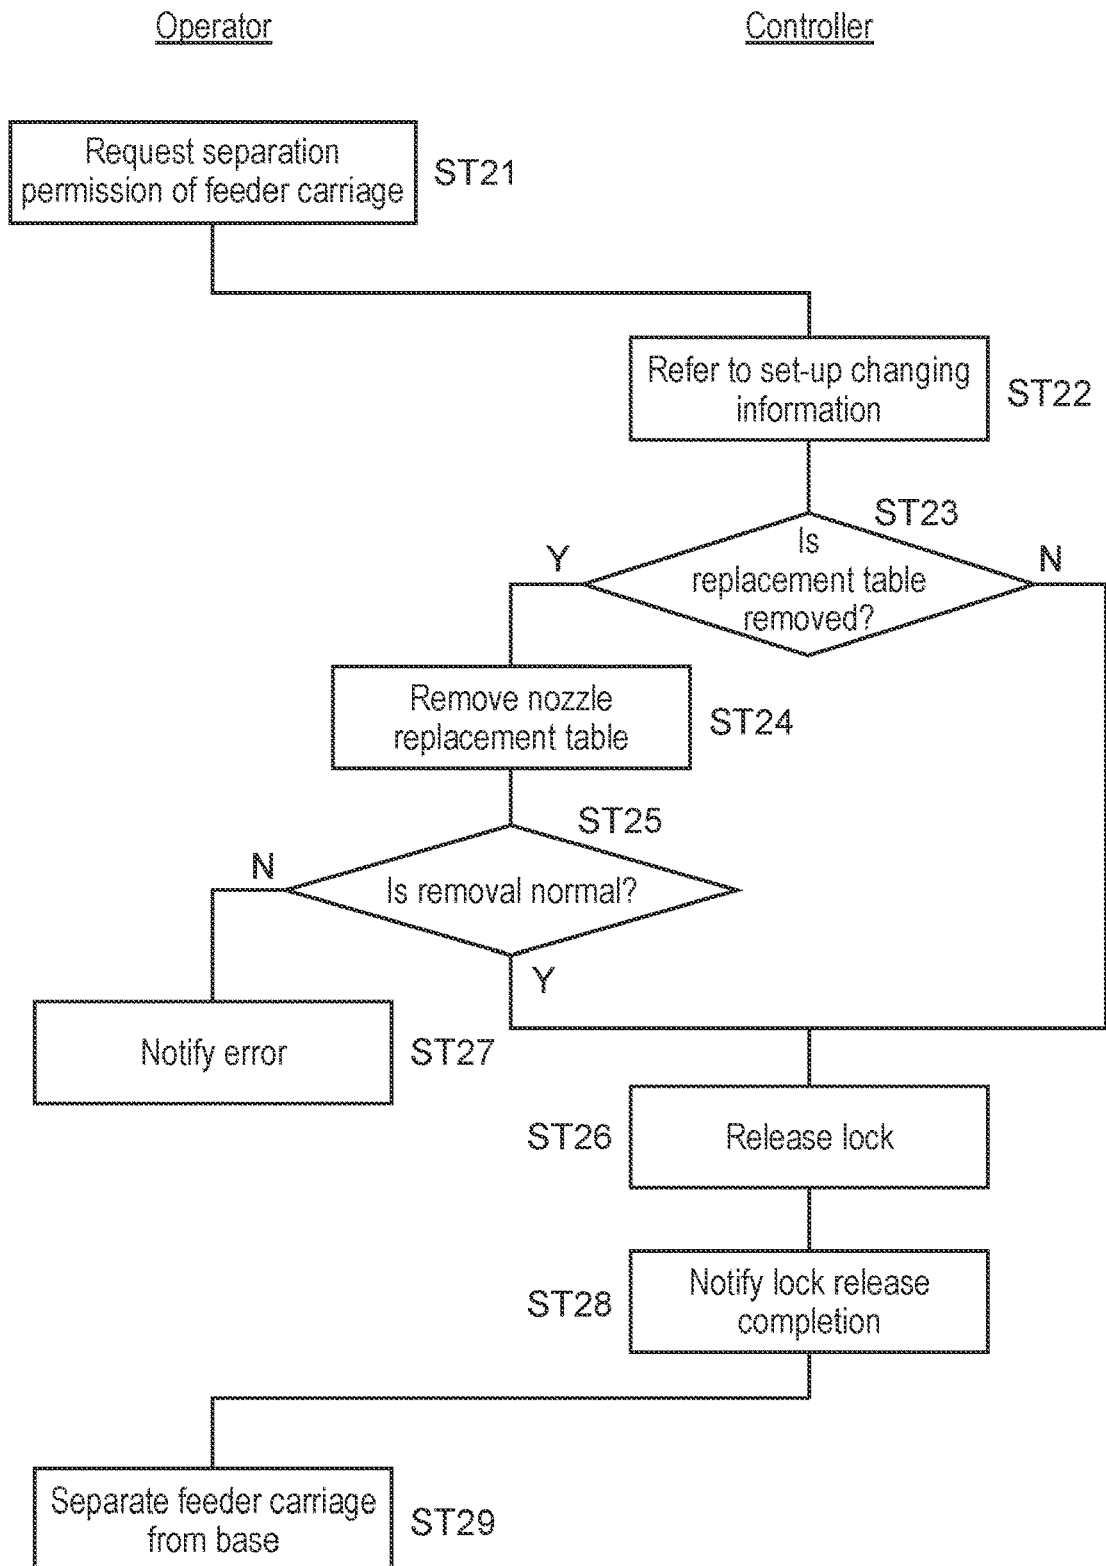 Operator
Controller
Request separation
permission of feeder carriage
ST21
Refer to set-up changing
information
ST22
ST23
Is
replacement table
removed?
Y
N
Remove nozzle
replacement table
ST24
ST25
Is removal normal?
N
Y
Notify error
ST27
ST26
Release lock
ST28
Notify lock release
completion
Separate feeder carriage
from base
ST29